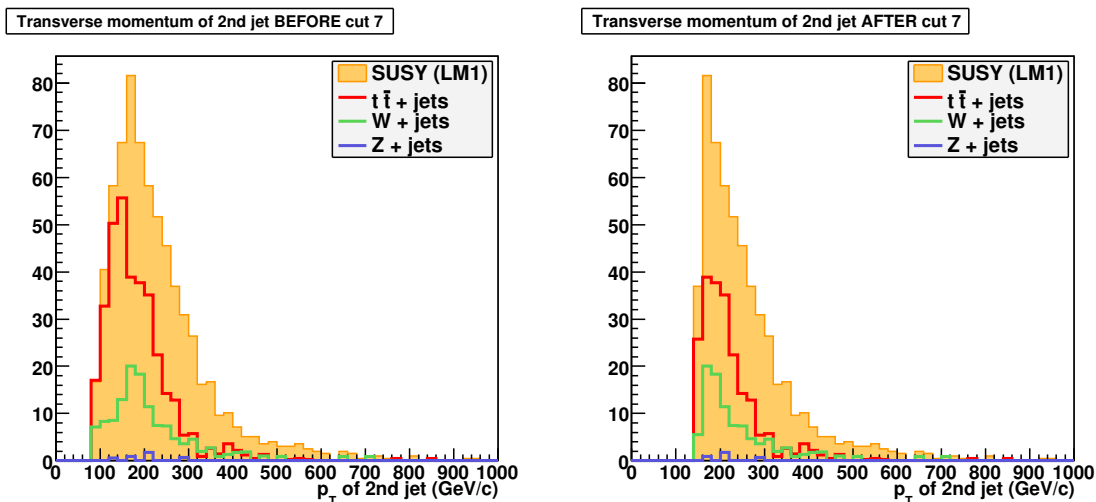 Transverse momentum of 2nd jet BEFORE cut 7
80
70
60
50
40
30
20
10
0
0 100 200 300 400 500 600 700 800 900 1000
p_T of 2nd jet (GeV/c)
SUSY (LM1)
t t̄ + jets
W + jets
Z + jets
Transverse momentum of 2nd jet AFTER cut 7
80
70
60
50
40
30
20
10
0
0 100 200 300 400 500 600 700 800 900 1000
p_T of 2nd jet (GeV/c)
SUSY (LM1)
t t̄ + jets
W + jets
Z + jets